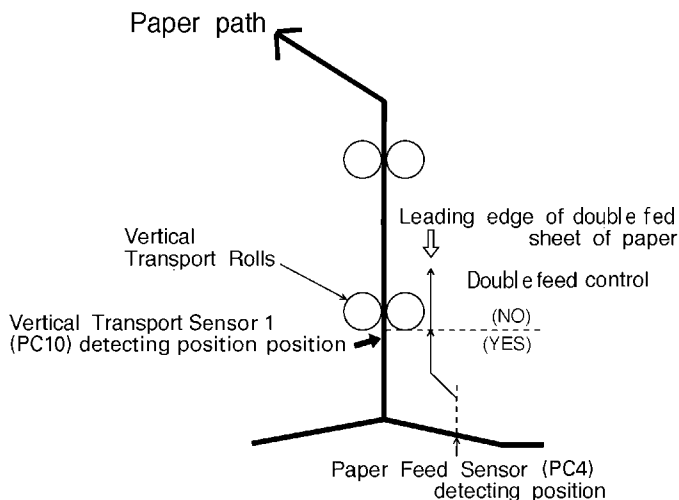 Paper path
Leading edge of double fed
sheet of paper
Vertical
Transport Rolls
Double feed control
(NO)
(YES)
Vertical Transport Sensor 1
(PC10) detecting position position
Paper Feed Sensor (PC4)
detecting position